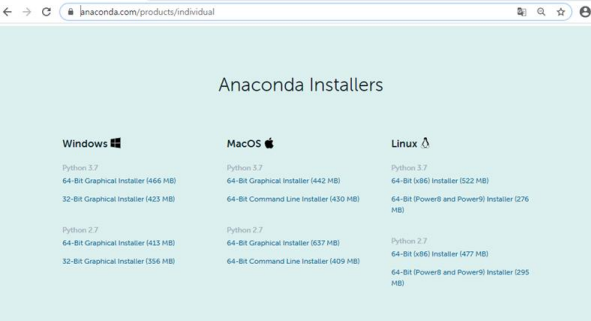 anaconda.com/products/individual
Anaconda Installers
Windows
Python 3.7
64-Bit Graphical Installer (466 MB)
32-Bit Graphical Installer (423 MB)
Python 2.7
64-Bit Graphical Installer (413 MB)
32-Bit Graphical Installer (356 MB)
MacOS
Python 3.7
64-Bit Graphical Installer (442 MB)
64-Bit Command Line Installer (430 MB)
Python 2.7
64-Bit Graphical Installer (637 MB)
64-Bit Command Line Installer (409 MB)
Linux
Python 3.7
64-Bit (x86) Installer (522 MB)
64-Bit (Power8 and Power9) Installer (276
MB)
Python 2.7
64-Bit (x86) Installer (477 MB)
64-Bit (Power8 and Power9) Installer (295
MB)